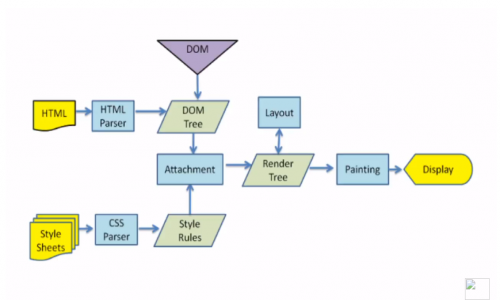 DOM
HTML
HTML
Parser
DOM
Tree
Layout
Attachment
Render
Tree
Painting
Display
Style
Sheets
CSS
Parser
Style
Rules